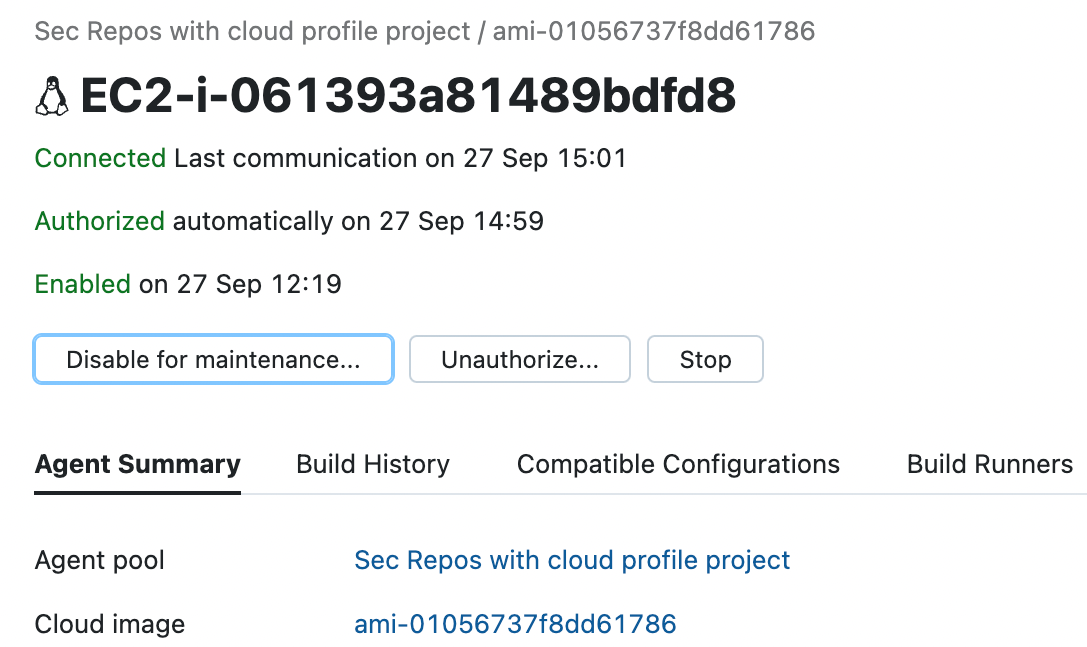 Sec Repos with cloud profile project / ami-01056737f8dd61786
EC2-i-061393a81489bdfd8
Connected Last communication on 27 Sep 15:01
Authorized automatically on 27 Sep 14:59
Enabled on 27 Sep 12:19
Disable for maintenance... Unauthorize... Stop
Agent Summary Build History Compatible Configurations Build Runners
Agent pool Sec Repos with cloud profile project
Cloud image ami-01056737f8dd61786